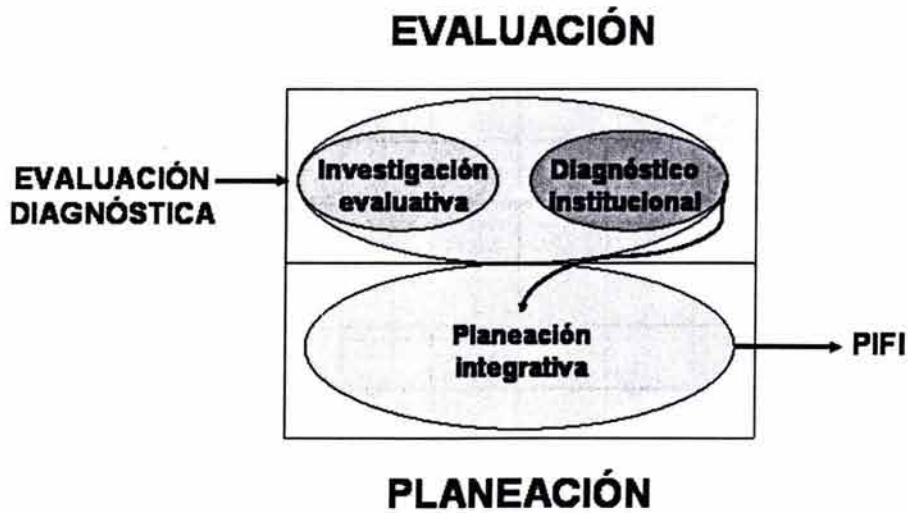 EVALUACIÓN
EVALUACIÓN
DIAGNÓSTICA
Investigación
evaluativa
Diagnóstico
institucional
Planeación
integrativa
PIFI
PLANEACIÓN